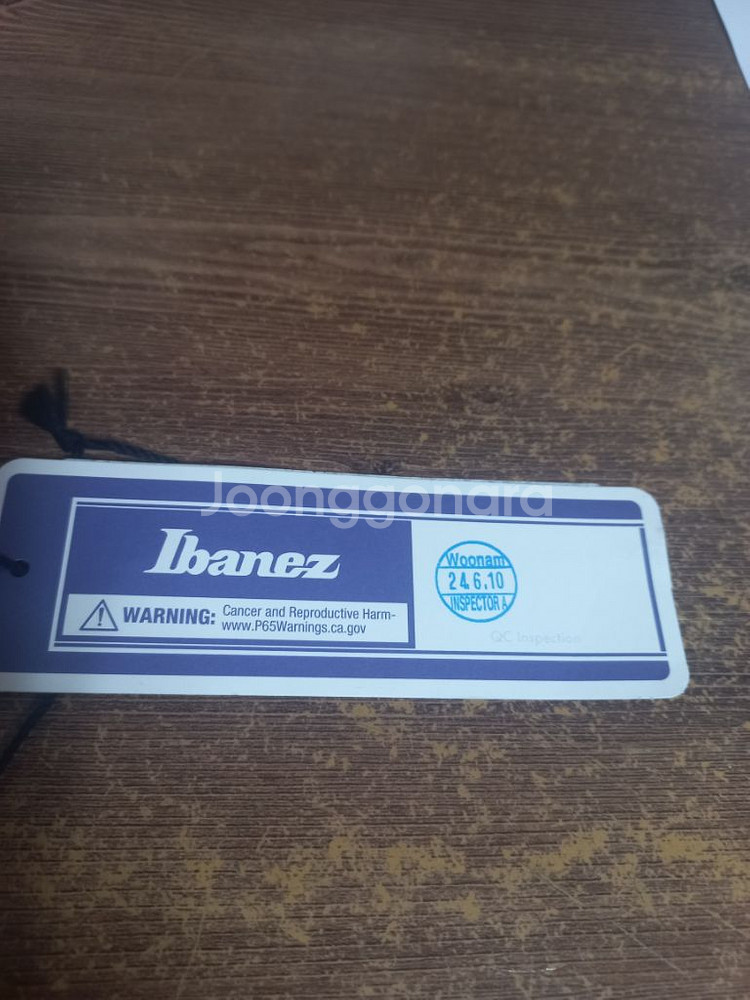 Joonggonara
Ibanez
WARNING: Cancer and Reproductive Harm-
www.P65Warnings.ca.gov
Woonam
24.6.10
INSPECTOR A
QC Inspection